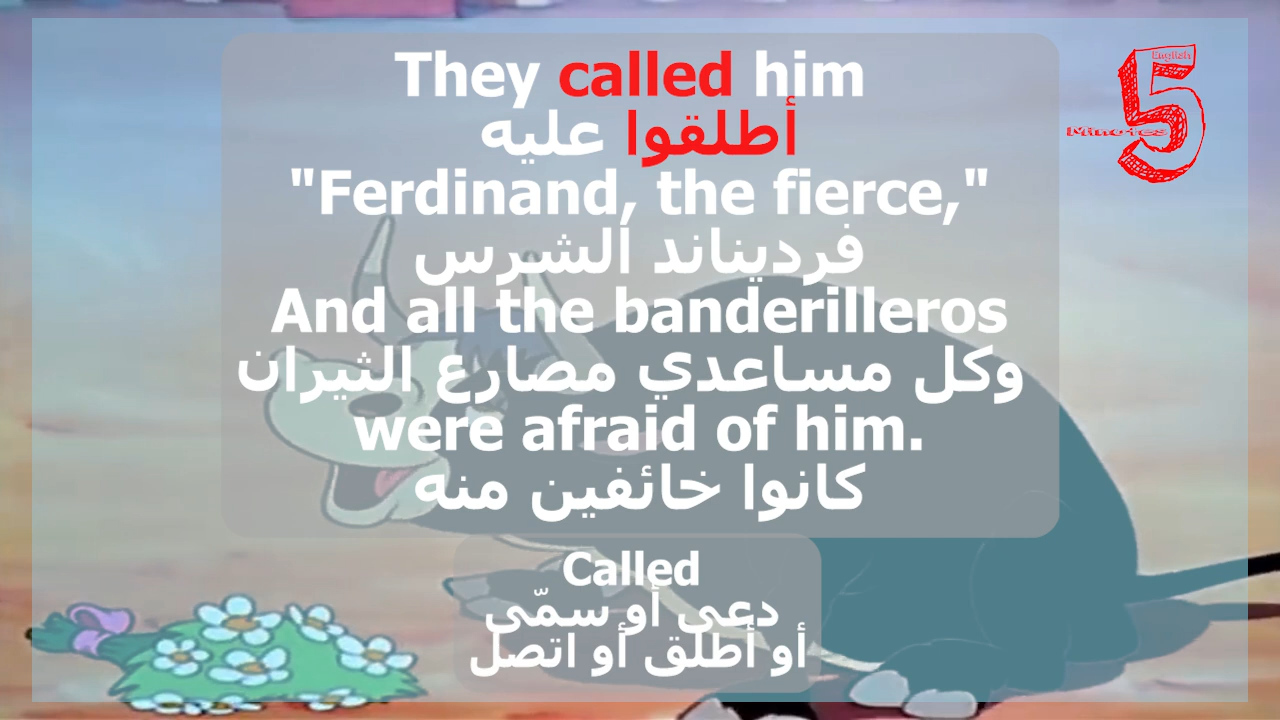 They called him
أطلقوا عليه
"Ferdinand, the fierce,"
فرديناند الشرس
And all the banderilleros
وكل مساعدي مصارع الثيران
were afraid of him.
كانوا خائفين منه
Called
دعى أو سمّى
أو أطلق أو اتصل
English
5
Minutes